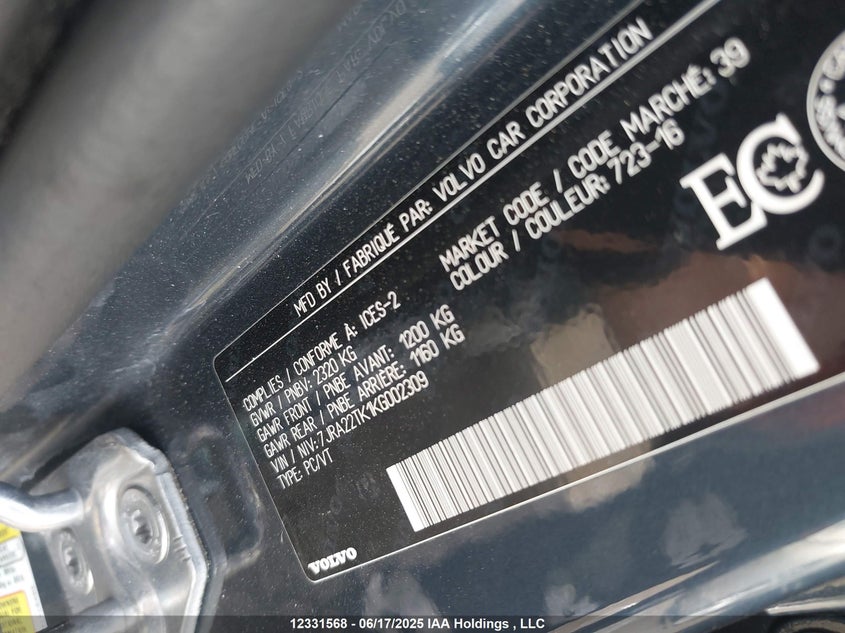 MFD BY / FABRIQUÉ PAR: VOLVO CAR CORPORATION
COMPLIES / CONFORME À: ICES-2
GVWR / PNBV: 2320 KG
GAWR FRONT / PNBE AVANT: 1200 KG
GAWR REAR / PNBE ARRIÈRE: 1160 KG
VIN / NIV: 7JRA22TK1KG002309
TYPE: PC/VT
MARKET CODE / CODE MARCHÉ: 39
COLOUR / COULEUR: 723-16
EC
VOLVO
12331568 - 06/17/2025 IAA Holdings , LLC